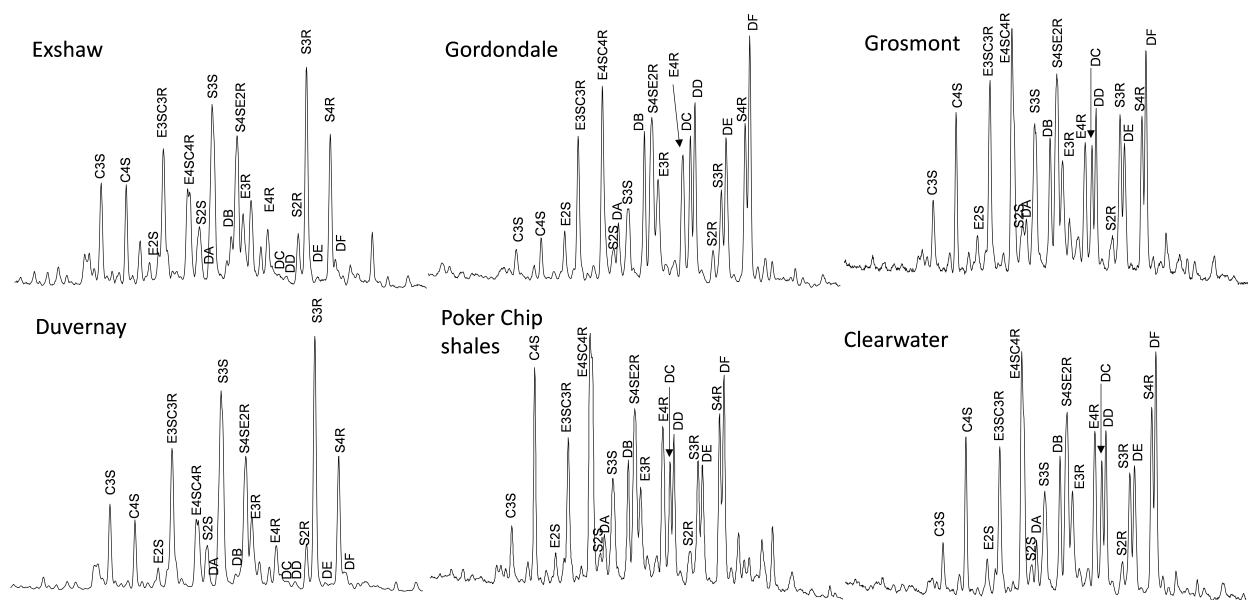 Exshaw
C3S
C4S
E2S
E3SC3R
E4SC4R
S2S
DA
S3S
DB
S4SE2R
E3R
E4R
DC
DD
S2R
S3R
DE
S4R
DF
Gordondale
C3S
C4S
E2S
E3SC3R
E4SC4R
S2S
DA
S3S
DB
S4SE2R
E3R
E4R
DC
DD
S2R
S3R
DE
S4R
DF
Grosmont
C3S
C4S
E2S
E3SC3R
E4SC4R
S2S
DA
S3S
DB
S4SE2R
E3R
E4R
DC
DD
S2R
S3R
DE
S4R
DF
Duvernay
C3S
C4S
E2S
E3SC3R
E4SC4R
S2S
DA
S3S
DB
S4SE2R
E3R
E4R
DC
DD
S2R
S3R
DE
S4R
DF
Poker Chip
shales
C3S
C4S
E2S
E3SC3R
E4SC4R
S2S
DA
S3S
DB
S4SE2R
E3R
E4R
DC
DD
S2R
S3R
DE
S4R
DF
Clearwater
C3S
C4S
E2S
E3SC3R
E4SC4R
S2S
DA
S3S
DB
S4SE2R
E3R
E4R
DC
DD
S2R
S3R
DE
S4R
DF